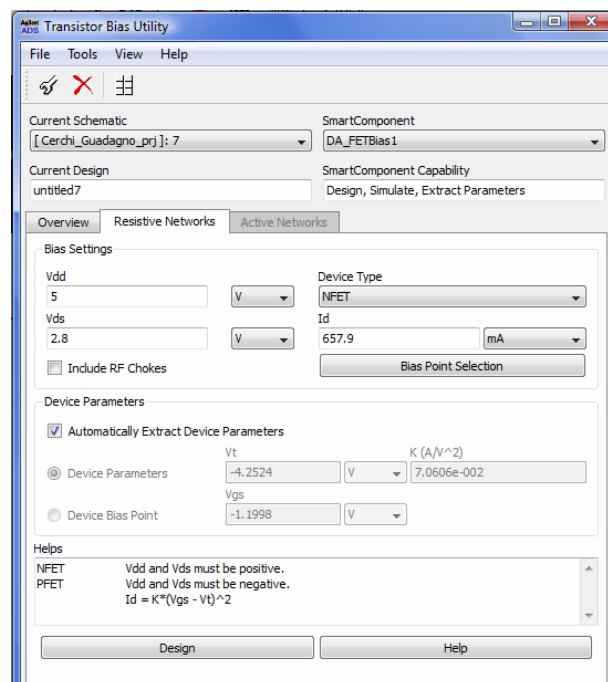 Agilent ADS Transistor Bias Utility
File Tools View Help
Current Schematic SmartComponent
[ Cerchi_Guadagno_prj ]: 7 DA_FETBias1
Current Design SmartComponent Capability
untitled7 Design, Simulate, Extract Parameters
Overview Resistive Networks Active Networks
Bias Settings
Vdd Device Type
5 V NFET
Vds Id
2.8 V 657.9 mA
Include RF Chokes Bias Point Selection
Device Parameters
Automatically Extract Device Parameters
Vt K (A/V^2)
Device Parameters -4.2524 V 7.0606e-002
Vgs
Device Bias Point -1.1998 V
Helps
NFET Vdd and Vds must be positive.
PFET Vdd and Vds must be negative.
Id = K*(Vgs - Vt)^2
Design Help